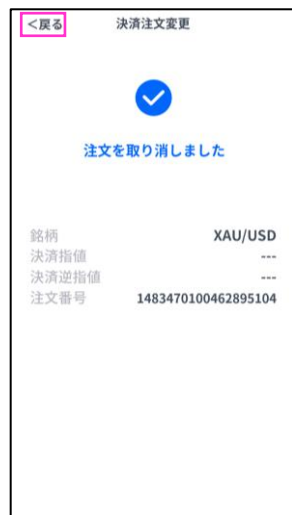 <戻る 決済注文変更
注文を取り消しました
銘柄 XAU/USD
決済指値 ---
決済逆指値 ---
注文番号 1483470100462895104